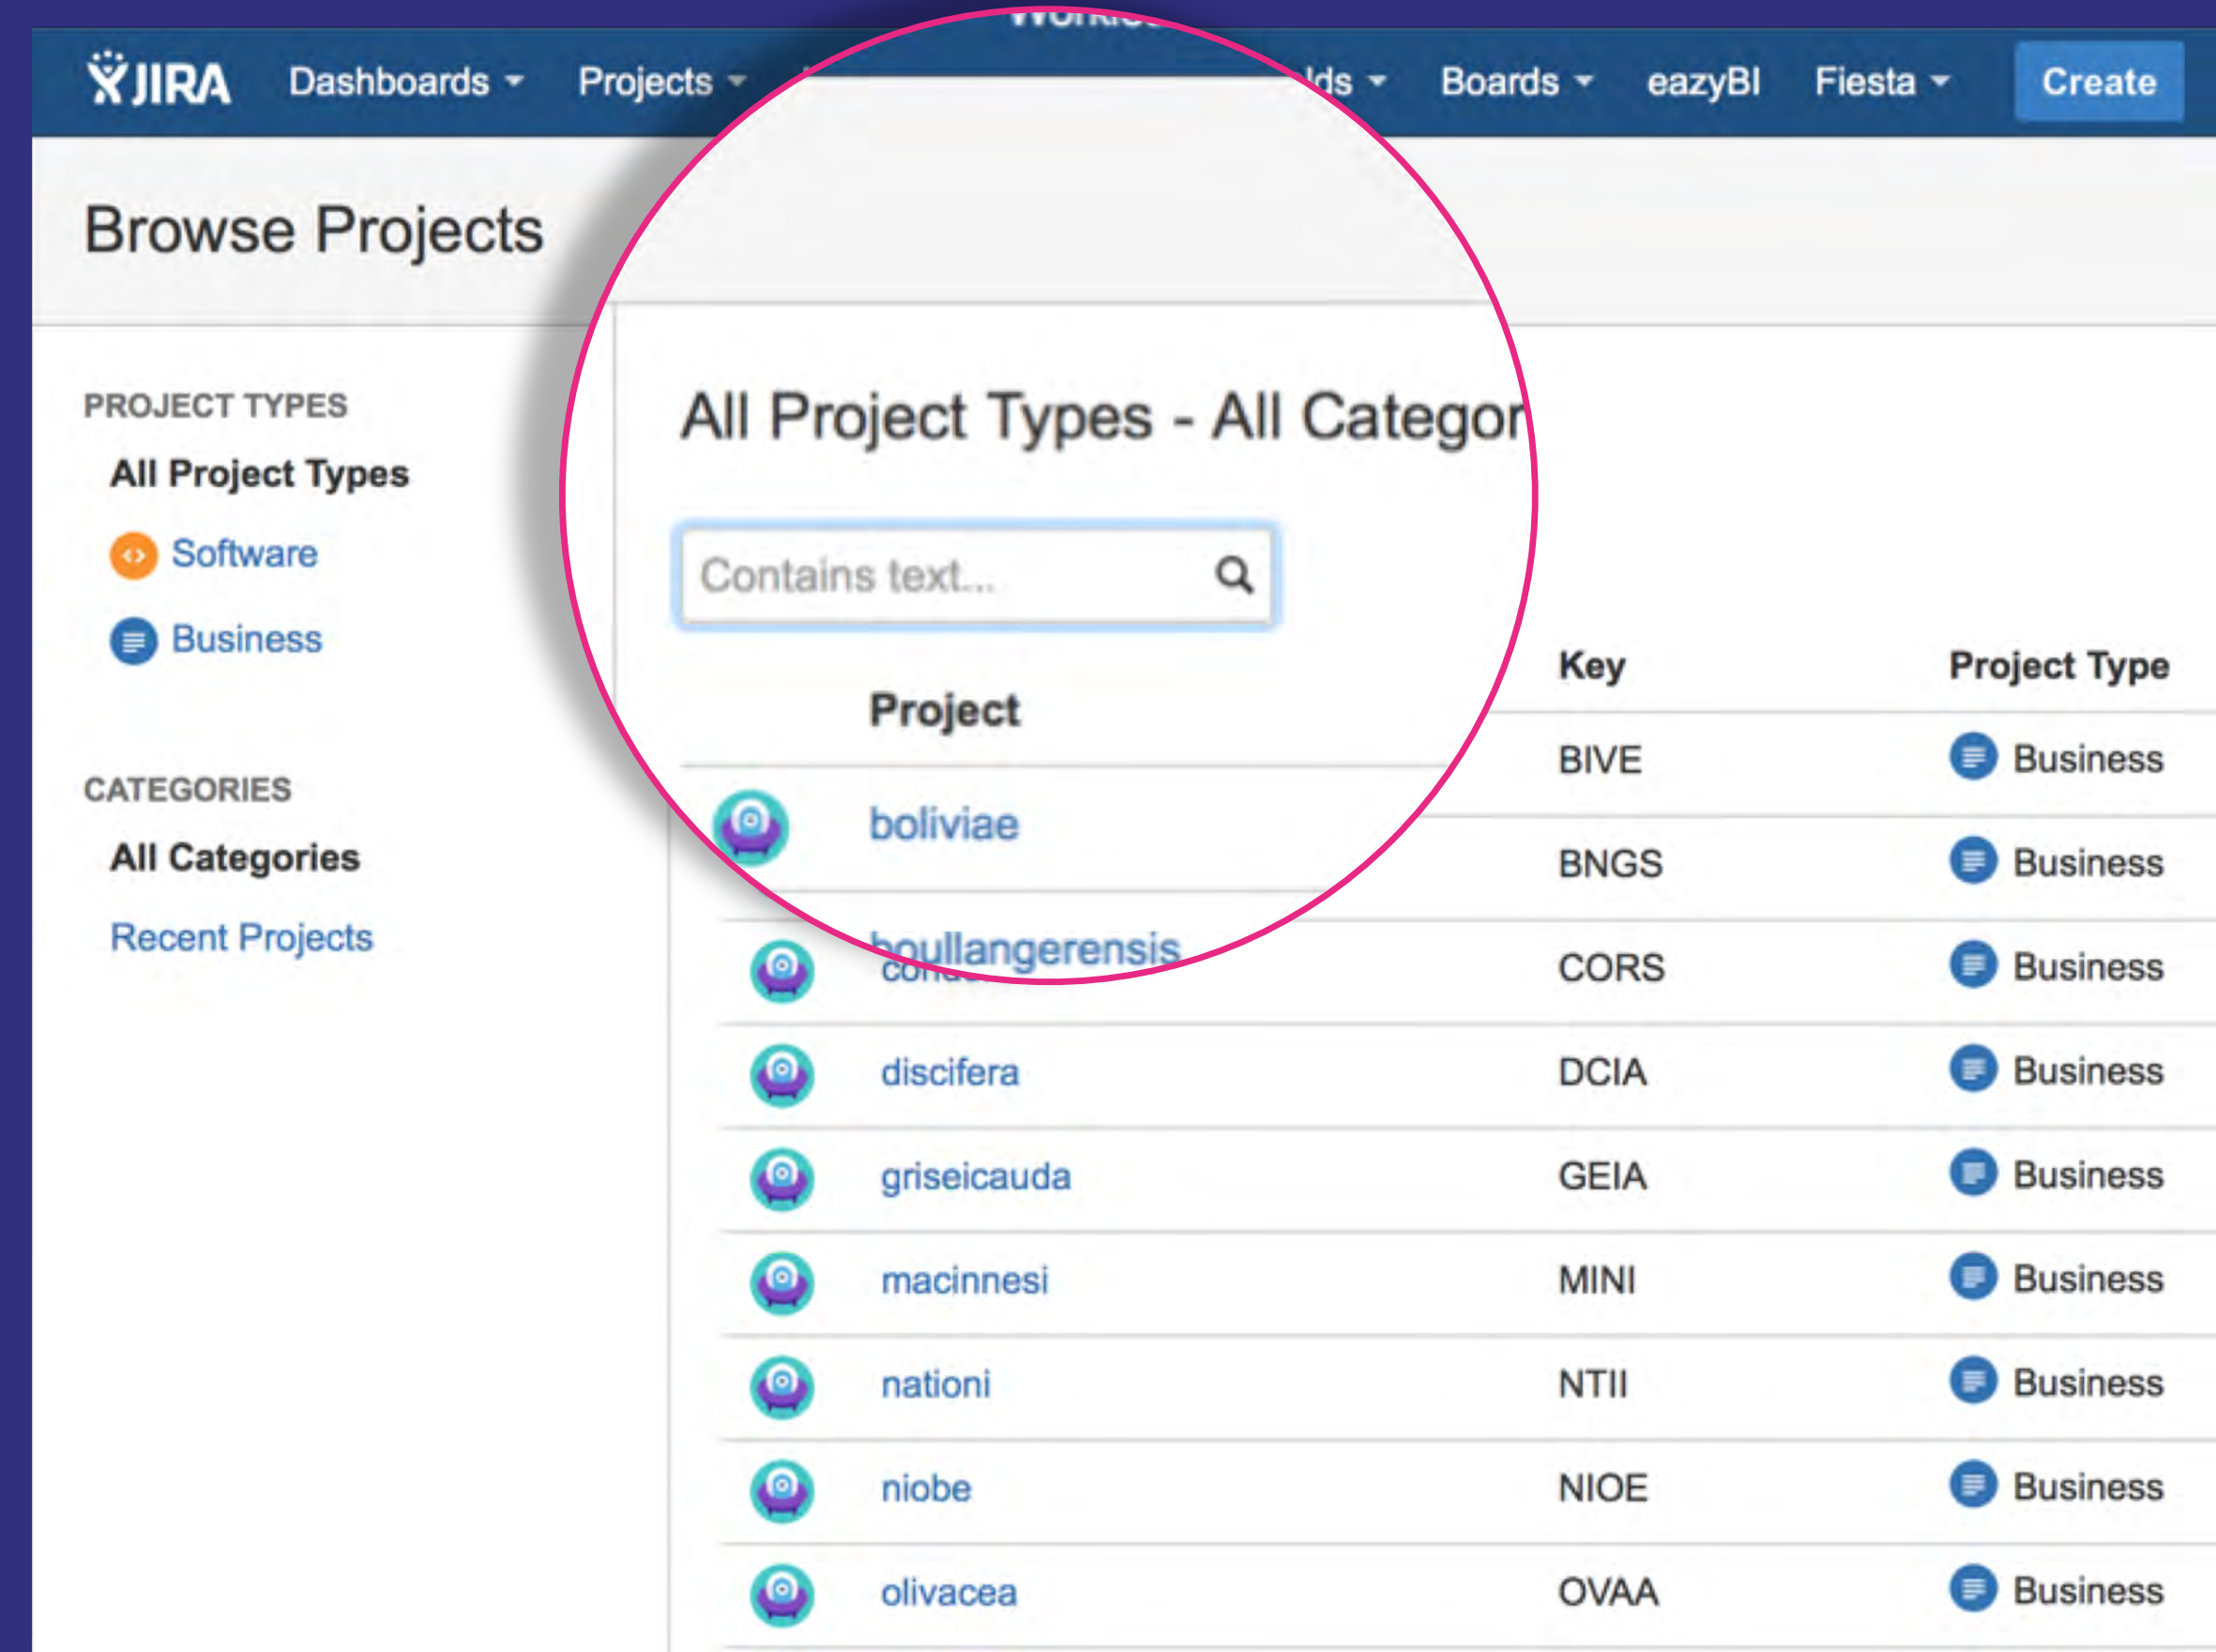 JIRA Dashboards Projects Boards eazyBI Fiesta Create
Browse Projects
PROJECT TYPES
All Project Types
Software
Business
CATEGORIES
All Categories
Recent Projects
All Project Types - All Categor
Contains text...
Project Key Project Type
boliviae BIVE Business
BNGS Business
boullangerensis
CORS Business
discifera DCIA Business
griseicauda GEIA Business
macinnesi MINI Business
nationi NTII Business
niobe NIOE Business
olivacea OVAA Business